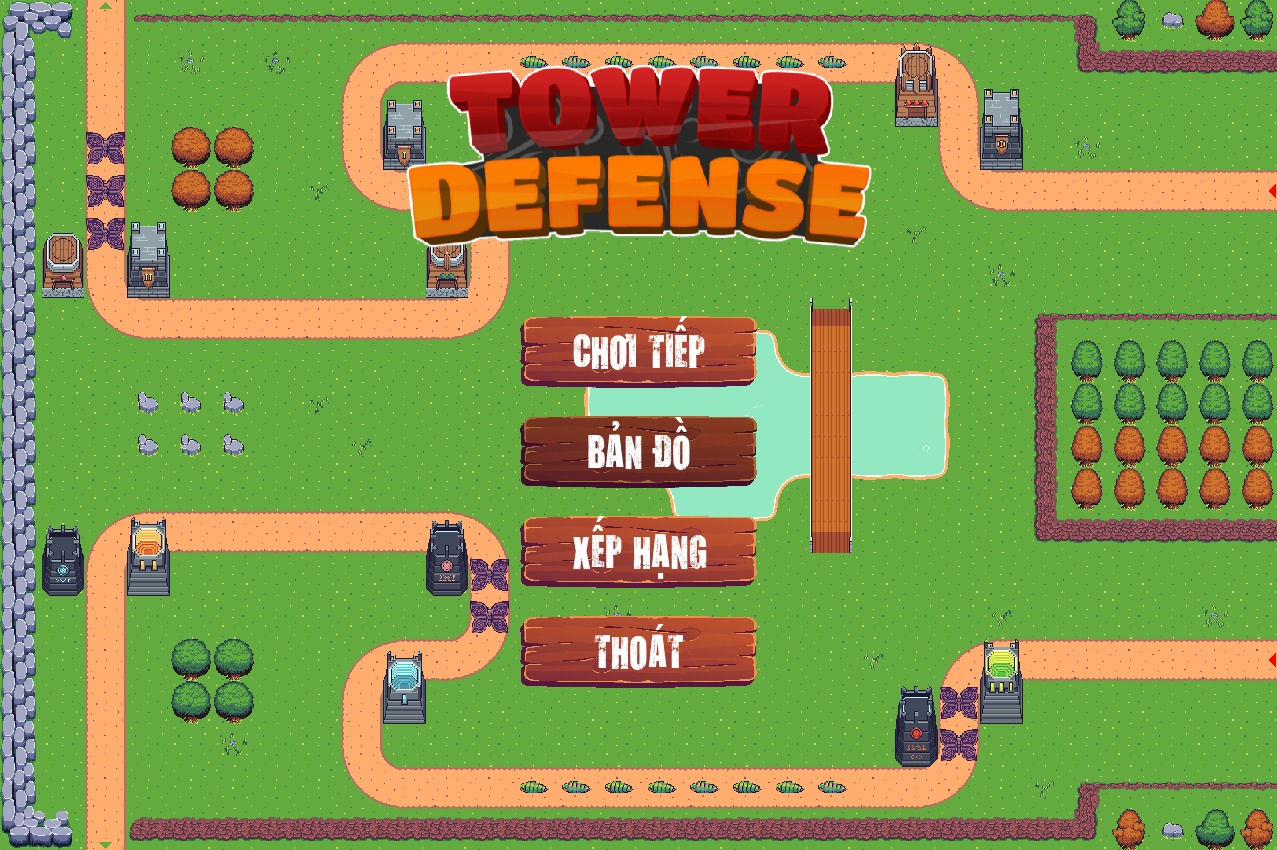 TOWER
DEFENSE
CHƠI TIẾP
BẢN ĐỒ
XẾP HẠNG
THOÁT